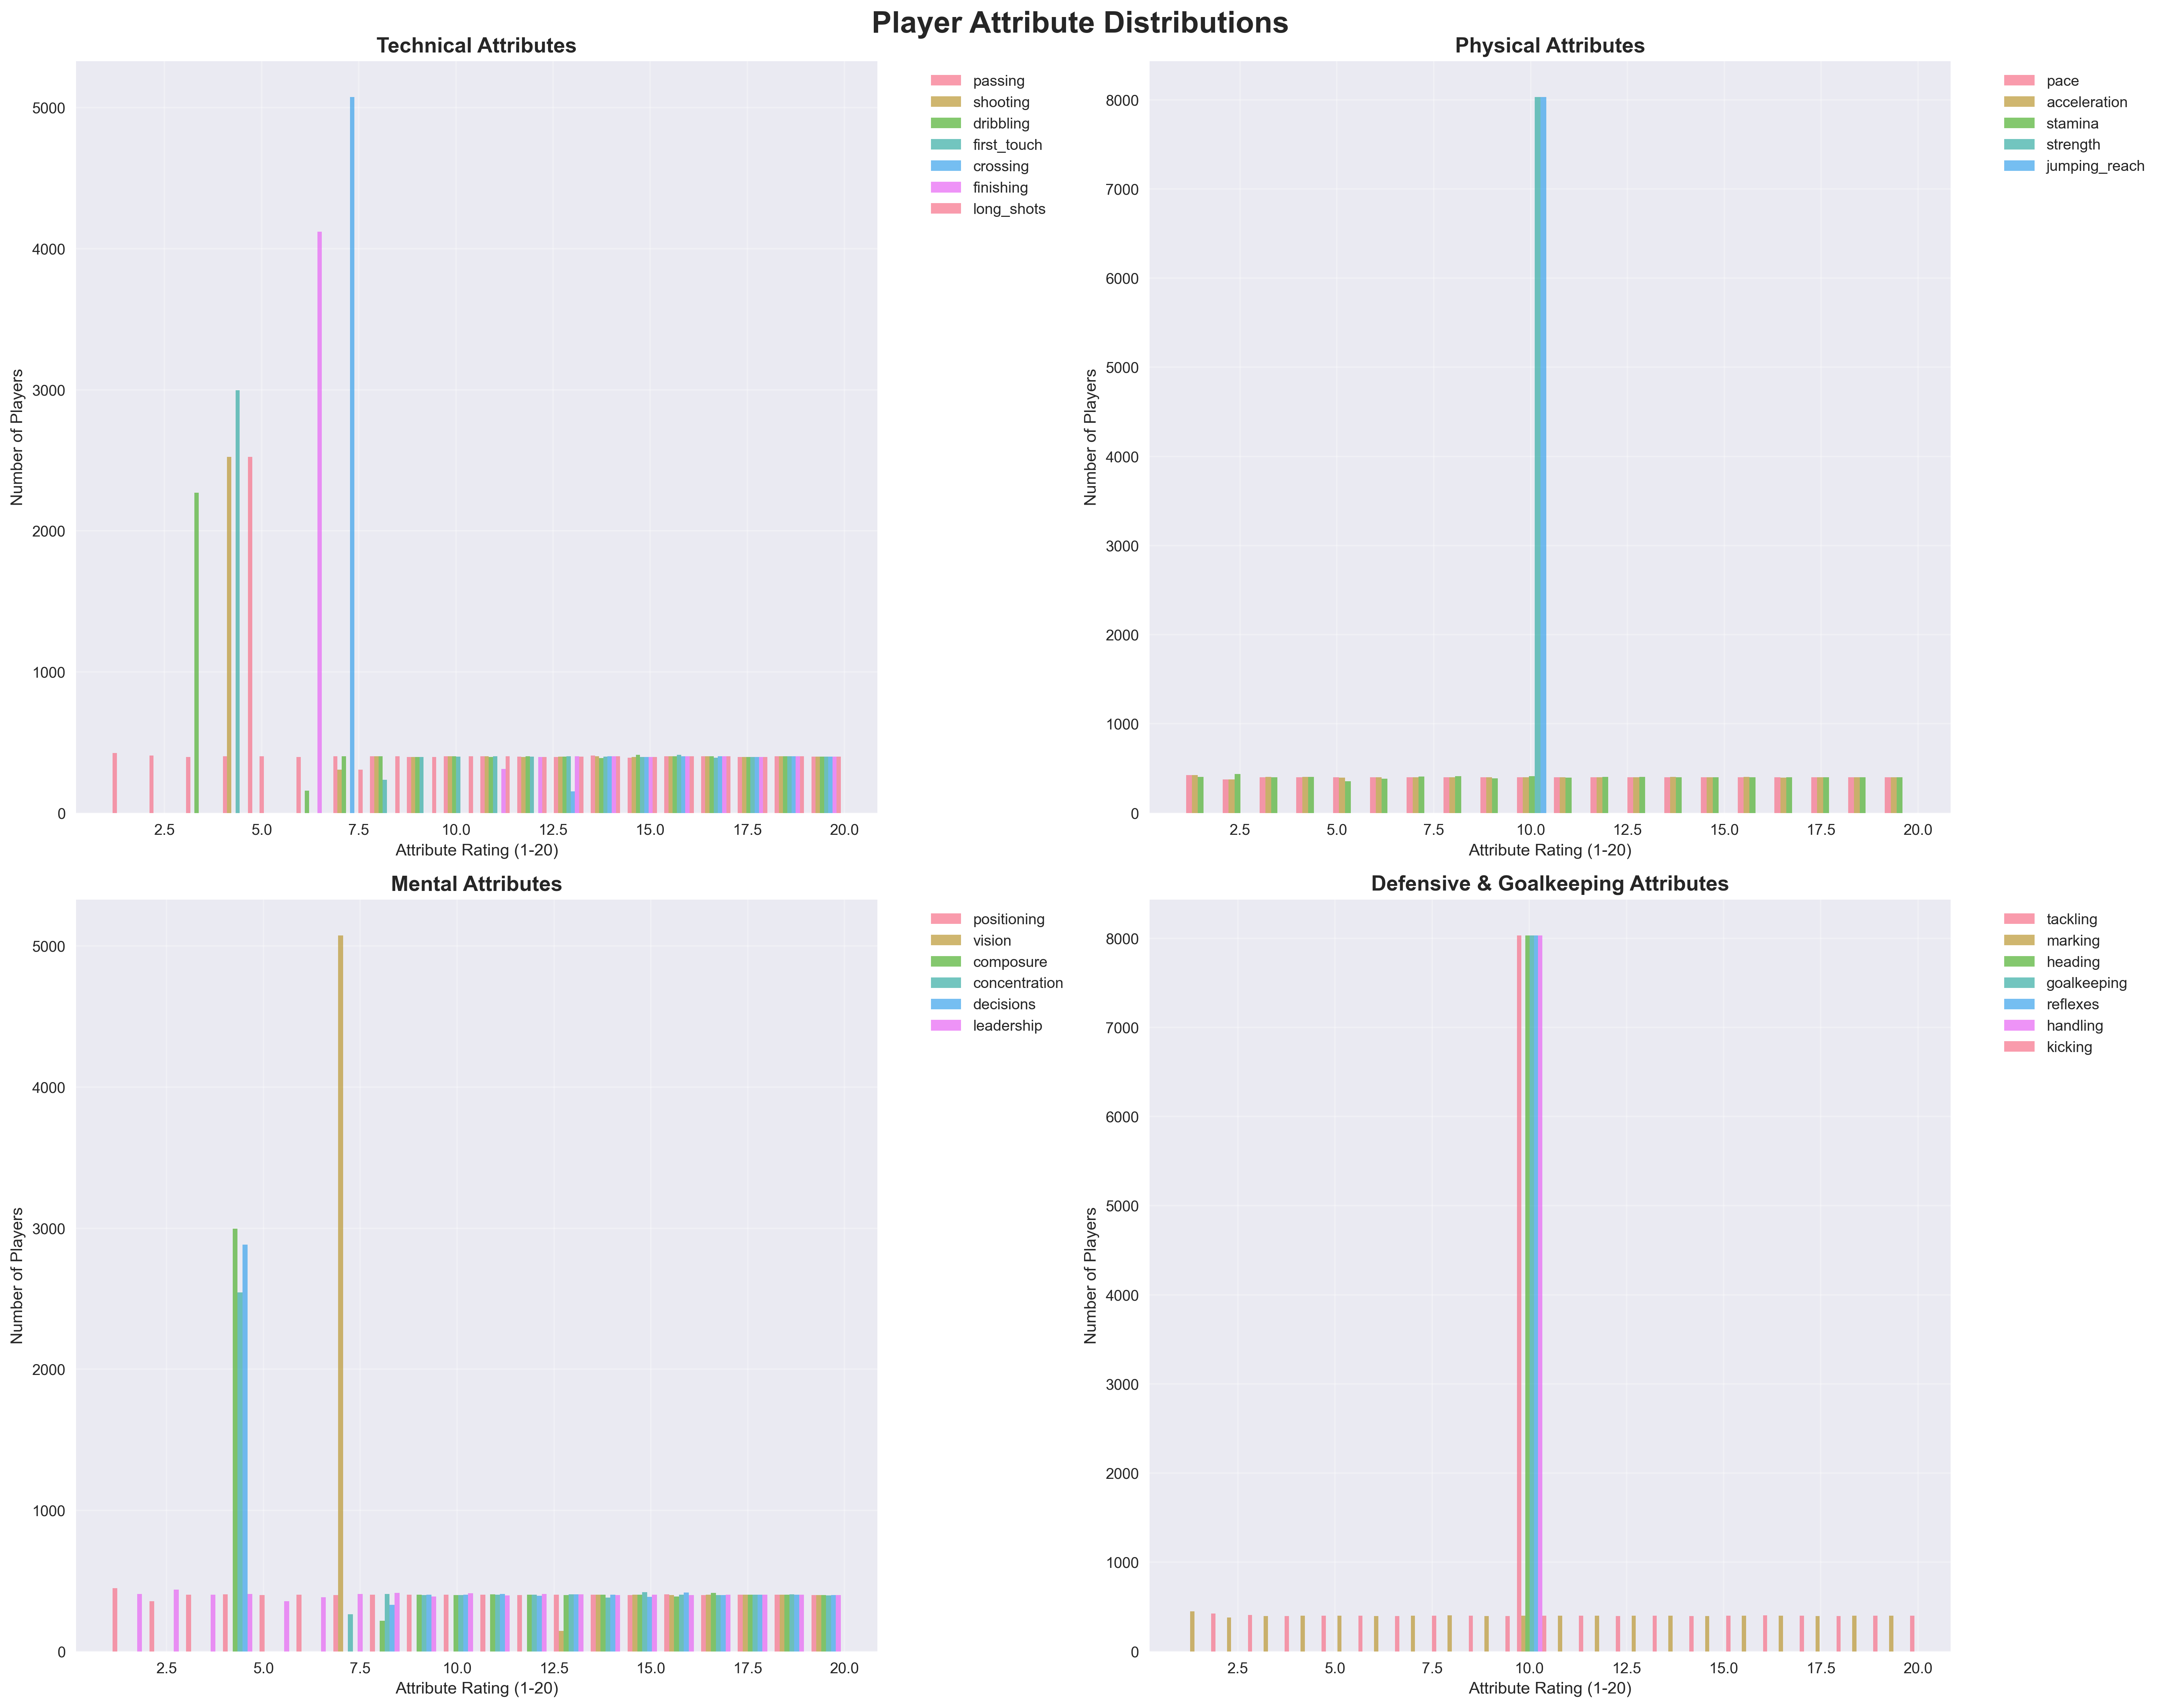 Player Attribute Distributions
Technical Attributes
5000
4000
3000
2000
1000
0
2.5 5.0 7.5 10.0 12.5 15.0 17.5 20.0
Attribute Rating (1-20)
Number of Players
passing
shooting
dribbling
first_touch
crossing
finishing
long_shots
Physical Attributes
8000
7000
6000
5000
4000
3000
2000
1000
0
2.5 5.0 7.5 10.0 12.5 15.0 17.5 20.0
Attribute Rating (1-20)
Number of Players
pace
acceleration
stamina
strength
jumping_reach
Mental Attributes
5000
4000
3000
2000
1000
0
2.5 5.0 7.5 10.0 12.5 15.0 17.5 20.0
Attribute Rating (1-20)
Number of Players
positioning
vision
composure
concentration
decisions
leadership
Defensive & Goalkeeping Attributes
8000
7000
6000
5000
4000
3000
2000
1000
0
2.5 5.0 7.5 10.0 12.5 15.0 17.5 20.0
Attribute Rating (1-20)
Number of Players
tackling
marking
heading
goalkeeping
reflexes
handling
kicking